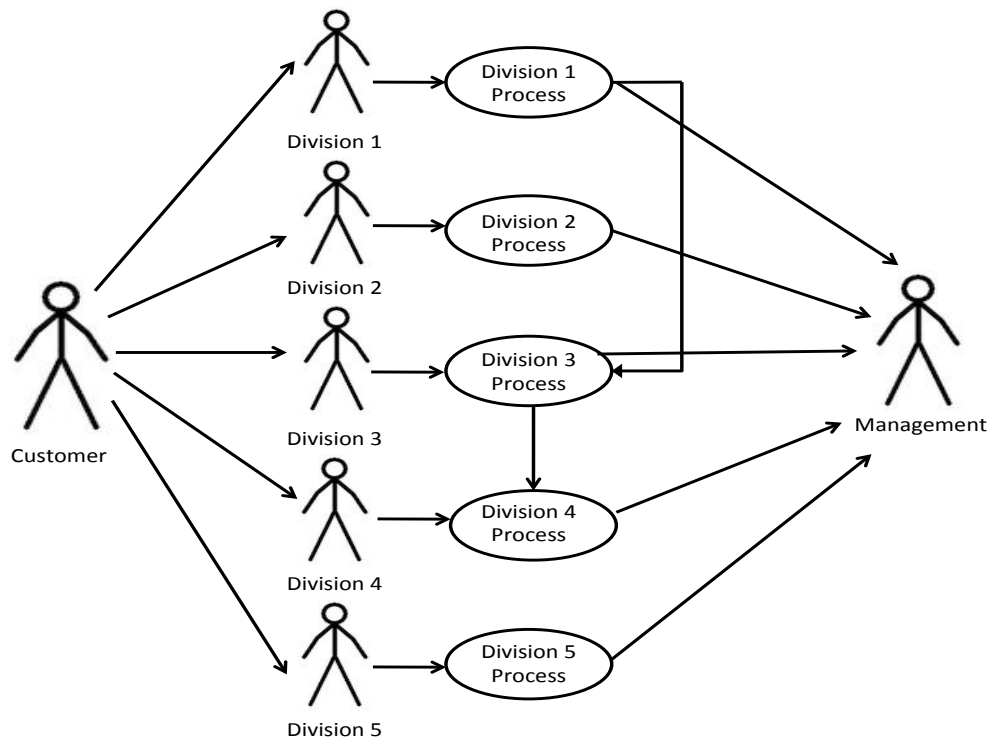 Division 1
Process
Division 1
Division 2
Process
Division 2
Division 3
Process
Division 3
Customer
Management
Division 4
Process
Division 4
Division 5
Process
Division 5